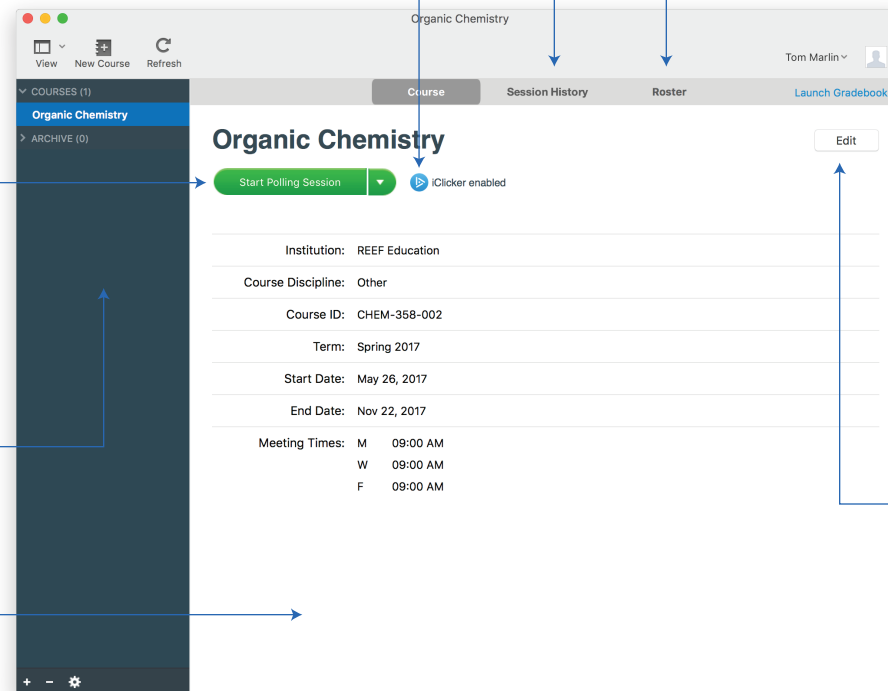 Organic Chemistry
View
New Course
Refresh
Tom Marlin
COURSES (1)
Organic Chemistry
ARCHIVE (0)
Course
Session History
Roster
Launch Gradebook
Organic Chemistry
Edit
Start Polling Session
iClicker enabled
Institution: REEF Education
Course Discipline: Other
Course ID: CHEM-358-002
Term: Spring 2017
Start Date: May 26, 2017
End Date: Nov 22, 2017
Meeting Times: M 09:00 AM
W 09:00 AM
F 09:00 AM